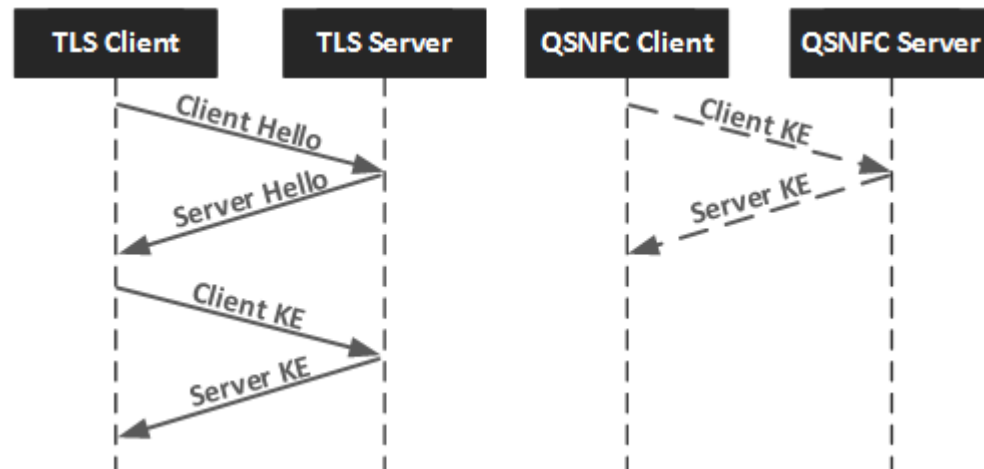 TLS Client
TLS Server
QSNFC Client
QSNFC Server
Client Hello
Server Hello
Client KE
Server KE
Client KE
Server KE